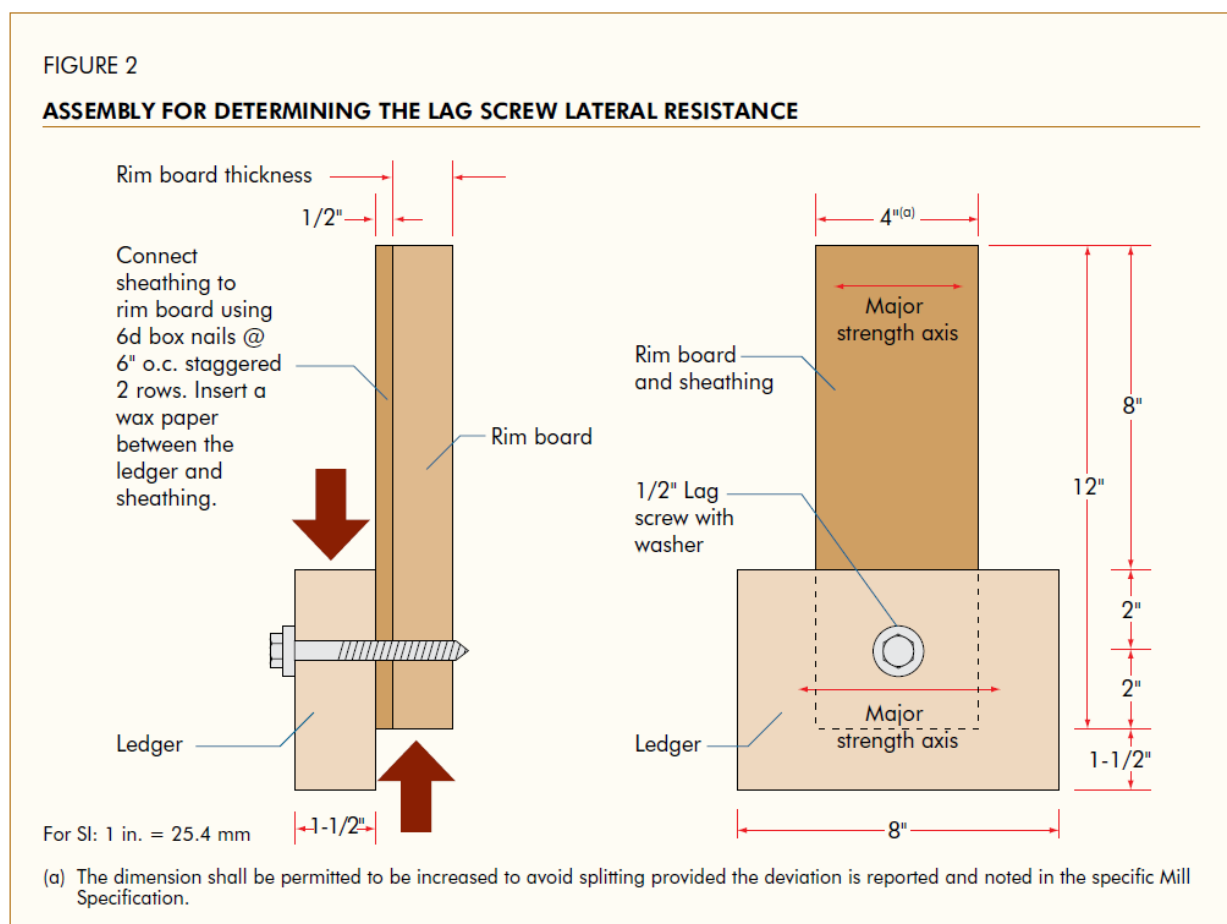 FIGURE 2
ASSEMBLY FOR DETERMINING THE LAG SCREW LATERAL RESISTANCE
Rim board thickness
1/2"
Connect
sheathing to
rim board using
6d box nails @
6" o.c. staggered
2 rows. Insert a
wax paper
between the
ledger and
sheathing.
Rim board
Ledger
1-1/2"
4"(a)
Major
strength axis
Rim board
and sheathing
8"
12"
1/2" Lag
screw with
washer
2"
2"
Major
strength axis
Ledger
1-1/2"
8"
For SI: 1 in. = 25.4 mm
(a) The dimension shall be permitted to be increased to avoid splitting provided the deviation is reported and noted in the specific Mill
Specification.